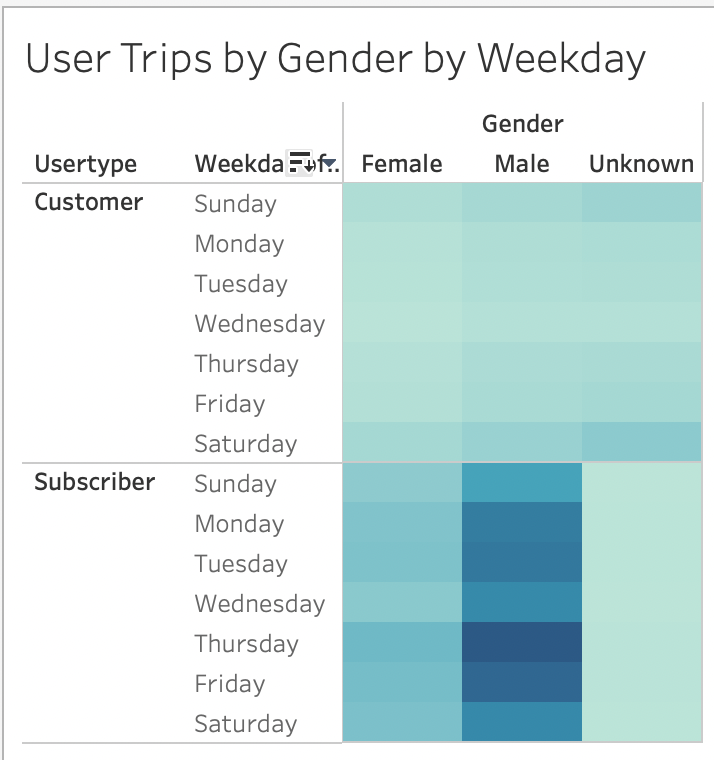 User Trips by Gender by Weekday
Gender
Usertype Weekda f.. Female Male Unknown
Customer Sunday
Monday
Tuesday
Wednesday
Thursday
Friday
Saturday
Subscriber Sunday
Monday
Tuesday
Wednesday
Thursday
Friday
Saturday